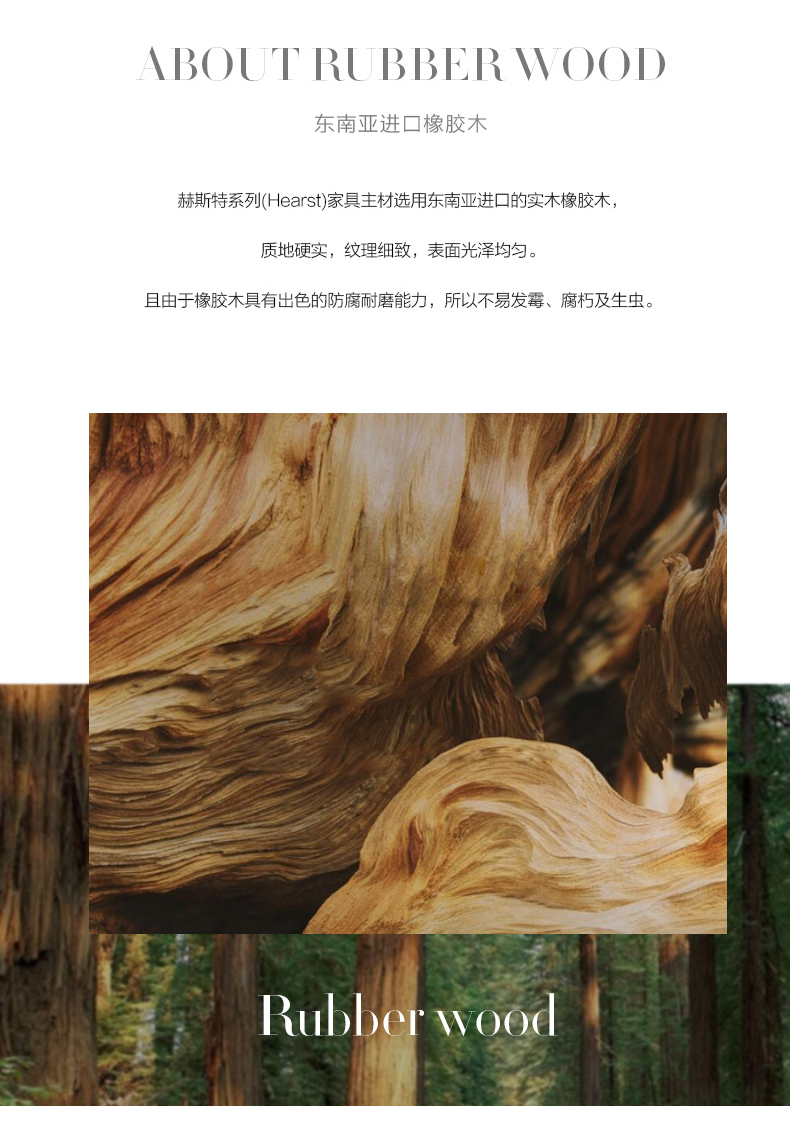 ABOUT RUBBER WOOD
东南亚进口橡胶木
赫斯特系列(Hearst)家具主材选用东南亚进口的实木橡胶木，
质地硬实，纹理细致，表面光泽均匀。
且由于橡胶木具有出色的防腐耐磨能力，所以不易发霉、腐朽及生虫。
Rubber wood